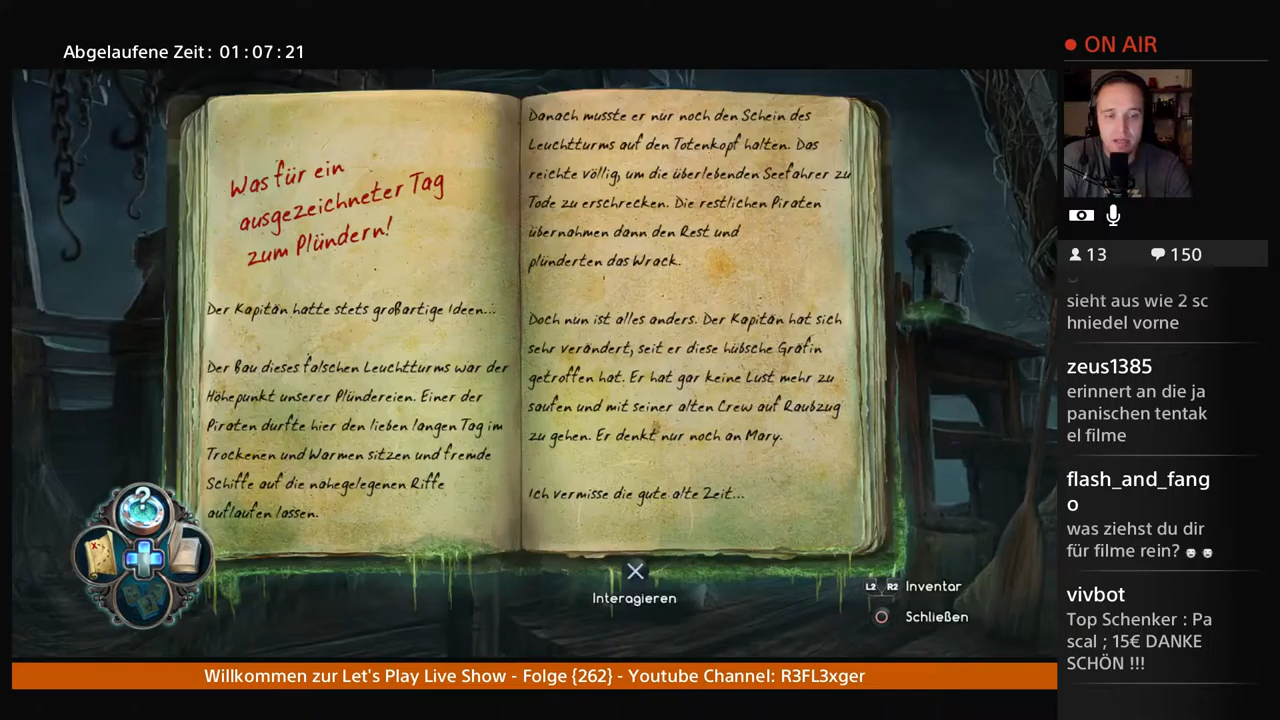 Abgelaufene Zeit: 01:07:21
ON AIR
13
150
Was für ein
ausgezeichneter Tag
zum Plündern!
Der Kapitän hatte stets großartige Ideen...
Der Bau dieses falschen Leuchtturms war der
Höhepunkt unserer Plündereien. Einer der
Piraten durfte hier den lieben langen Tag im
Trockenen und Warmen sitzen und fremde
Schiffe auf die nahegelegenen Riffe
auflaufen lassen.
Danach musste er nur noch den Schein des
Leuchtturms auf den Totenkopf halten. Das
reichte völlig, um die überlebenden Seefahrer zu
Tode zu erschrecken. Die restlichen Piraten
übernahmen dann den Rest und
plünderten das Wrack.
Doch nun ist alles anders. Der Kapitän hat sich
sehr verändert, seit er diese hübsche Gräfin
getroffen hat. Er hat gar keine Lust mehr zu
saufen und mit seiner alten Crew auf Raubzug
zu gehen. Er denkt nur noch an Mary.
Ich vermisse die gute alte Zeit...
Interagieren
L2 R2 Inventar
Schließen
sieht aus wie 2 sc
hniedel vorne
zeus1385
erinnert an die ja
panischen tentak
el filme
flash_and_fang
o
was ziehst du dir
für filme rein?
vivbot
Top Schenker : Pa
scal ; 15€ DANKE
SCHÖN !!!
Willkommen zur Let's Play Live Show - Folge {262} - Youtube Channel: R3FL3xger